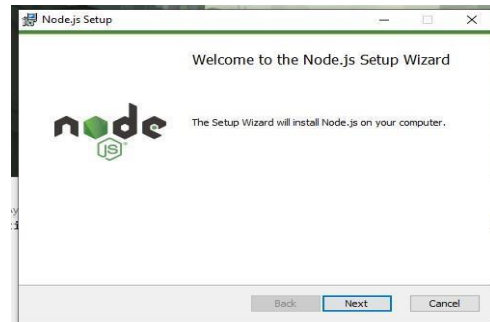 Node.js Setup
Welcome to the Node.js Setup Wizard
node
JS
The Setup Wizard will install Node.js on your computer.
Back Next Cancel